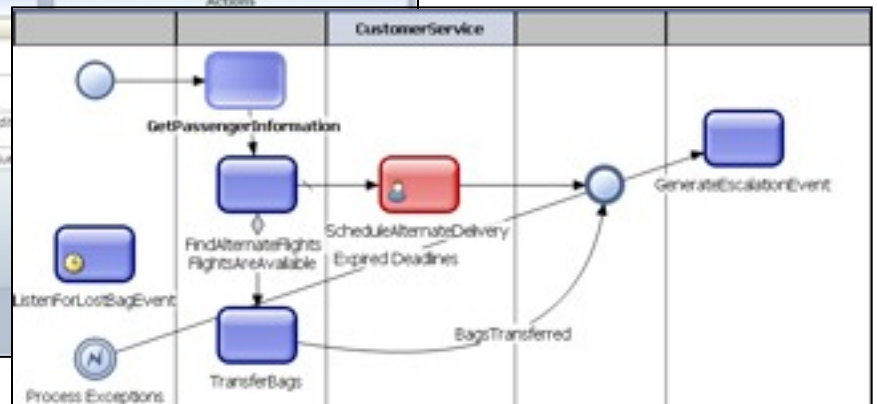 Actions
CustomerService
GetPassengerInformation
GenerateEscalationEvent
ScheduleAlternateDelivery
FindAlternateFlights
FlightsAreAvailable
Expired Deadlines
ListenForLostBagEvent
BagsTransferred
TransferBags
Process Exceptions